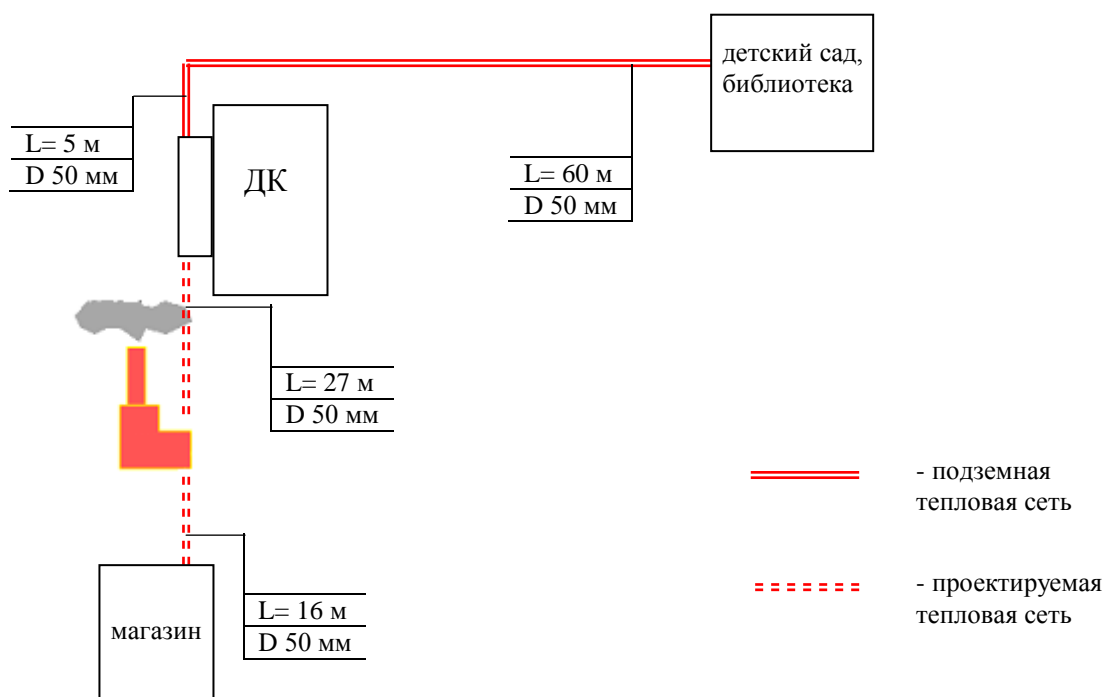 детский сад,
библиотека
L= 5 м
D 50 мм
ДК
L= 60 м
D 50 мм
L= 27 м
D 50 мм
- подземная
тепловая сеть
L= 16 м
D 50 мм
магазин
- проектируемая
тепловая сеть